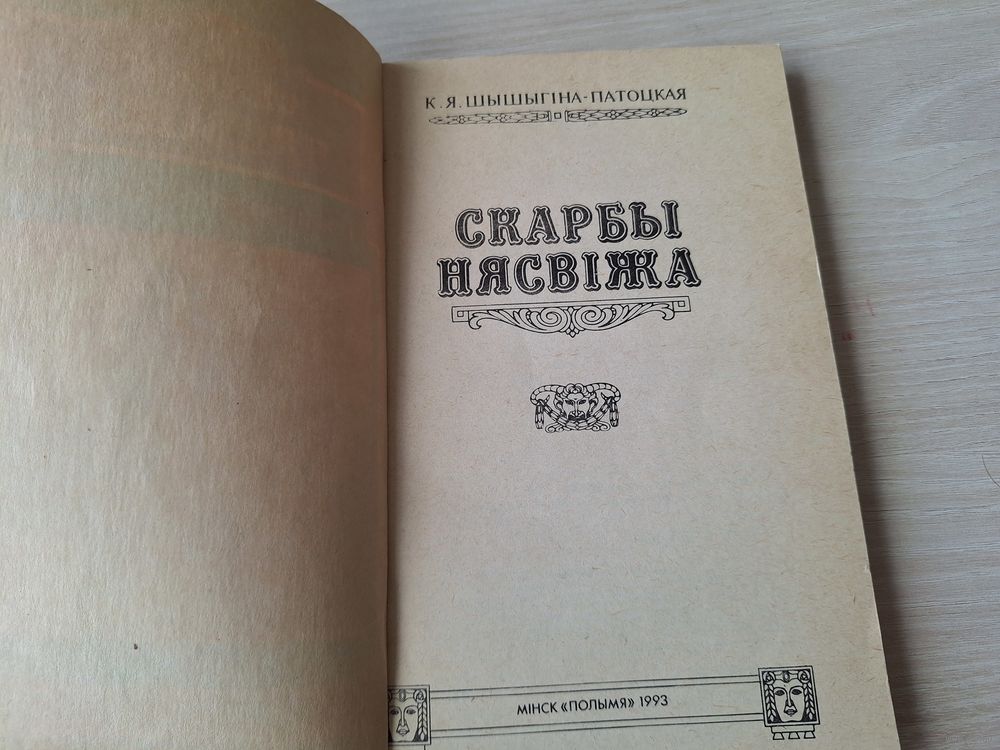 К. Я. ШЫШЫГІНА-ПАТОЦКАЯ
СКАРБЫ
НЯСВІЖА
МІНСК «ПОЛЫМЯ» 1993